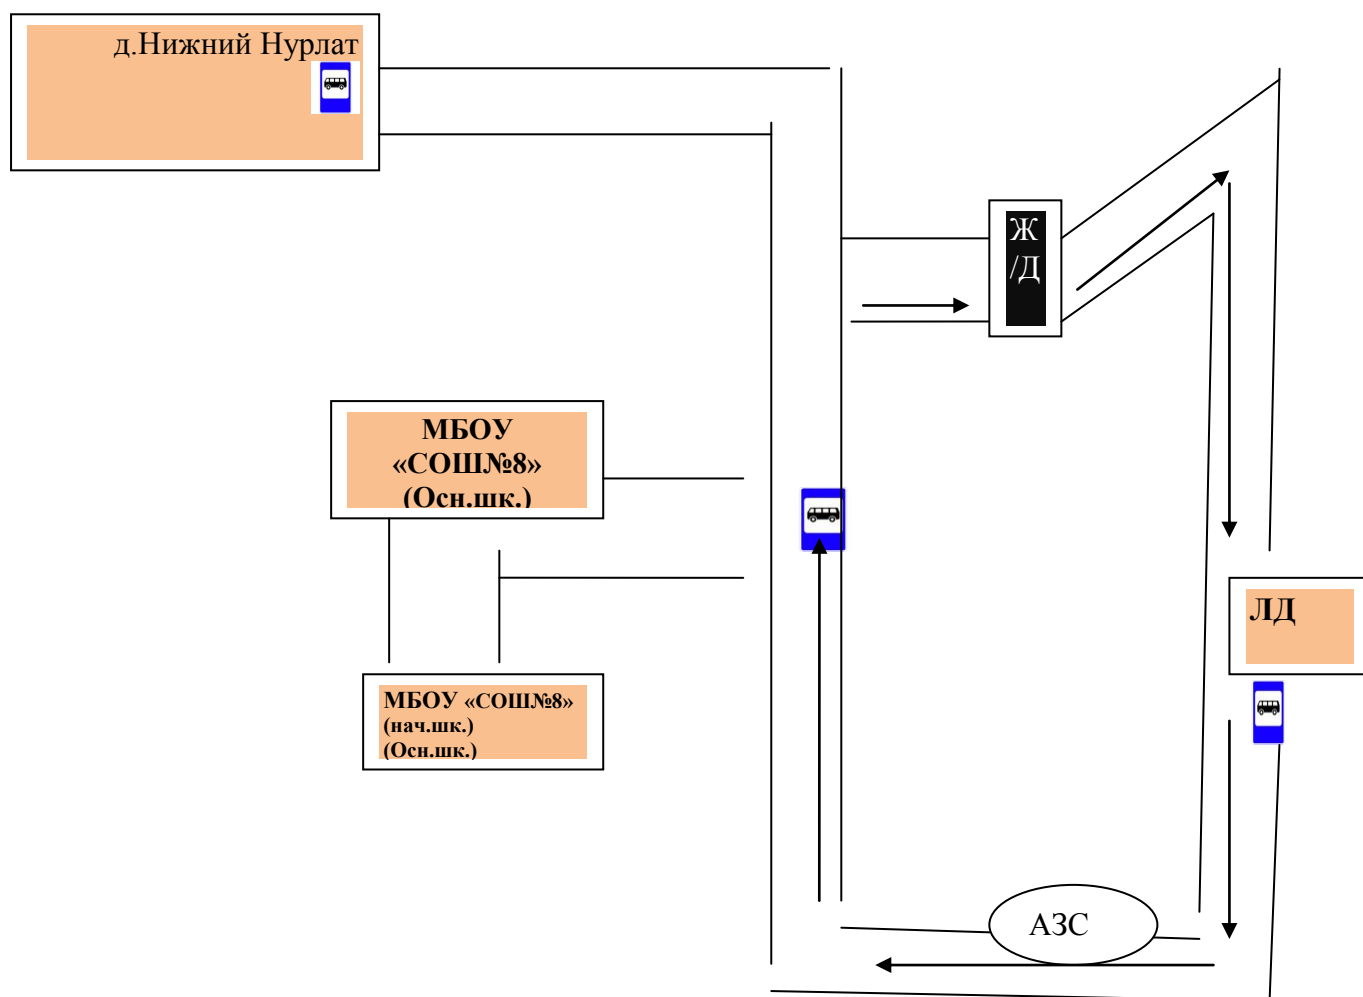 д.Нижний Нурлат
Ж
/Д
МБОУ
«СОШ№8»
(Осн.шк.)
ЛД
МБОУ «СОШ№8»
(нач.шк.)
(Осн.шк.)
АЗС